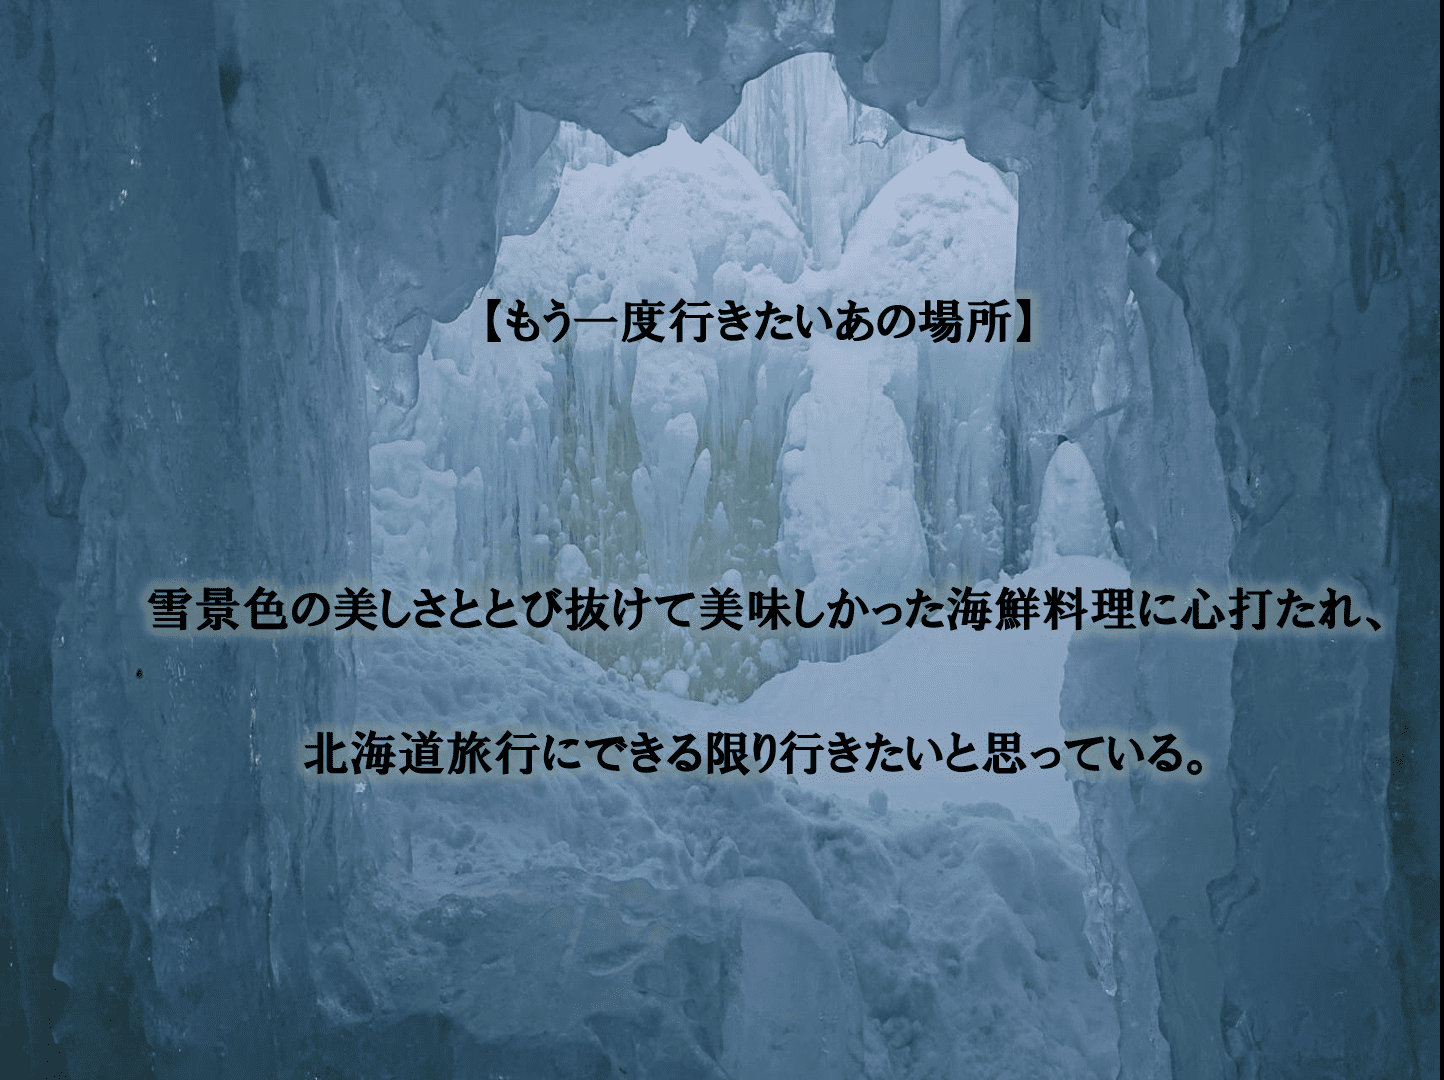 【もう一度行きたいあの場所】
雪景色の美しさととび抜けて美味しかった海鮮料理に心打たれ、
北海道旅行にできる限り行きたいと思っている。